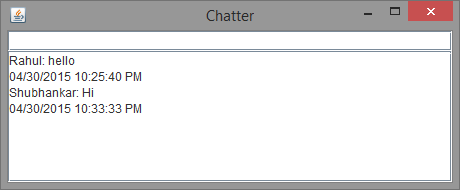 Chatter
Rahul: hello
04/30/2015 10:25:40 PM
Shubhankar: Hi
04/30/2015 10:33:33 PM